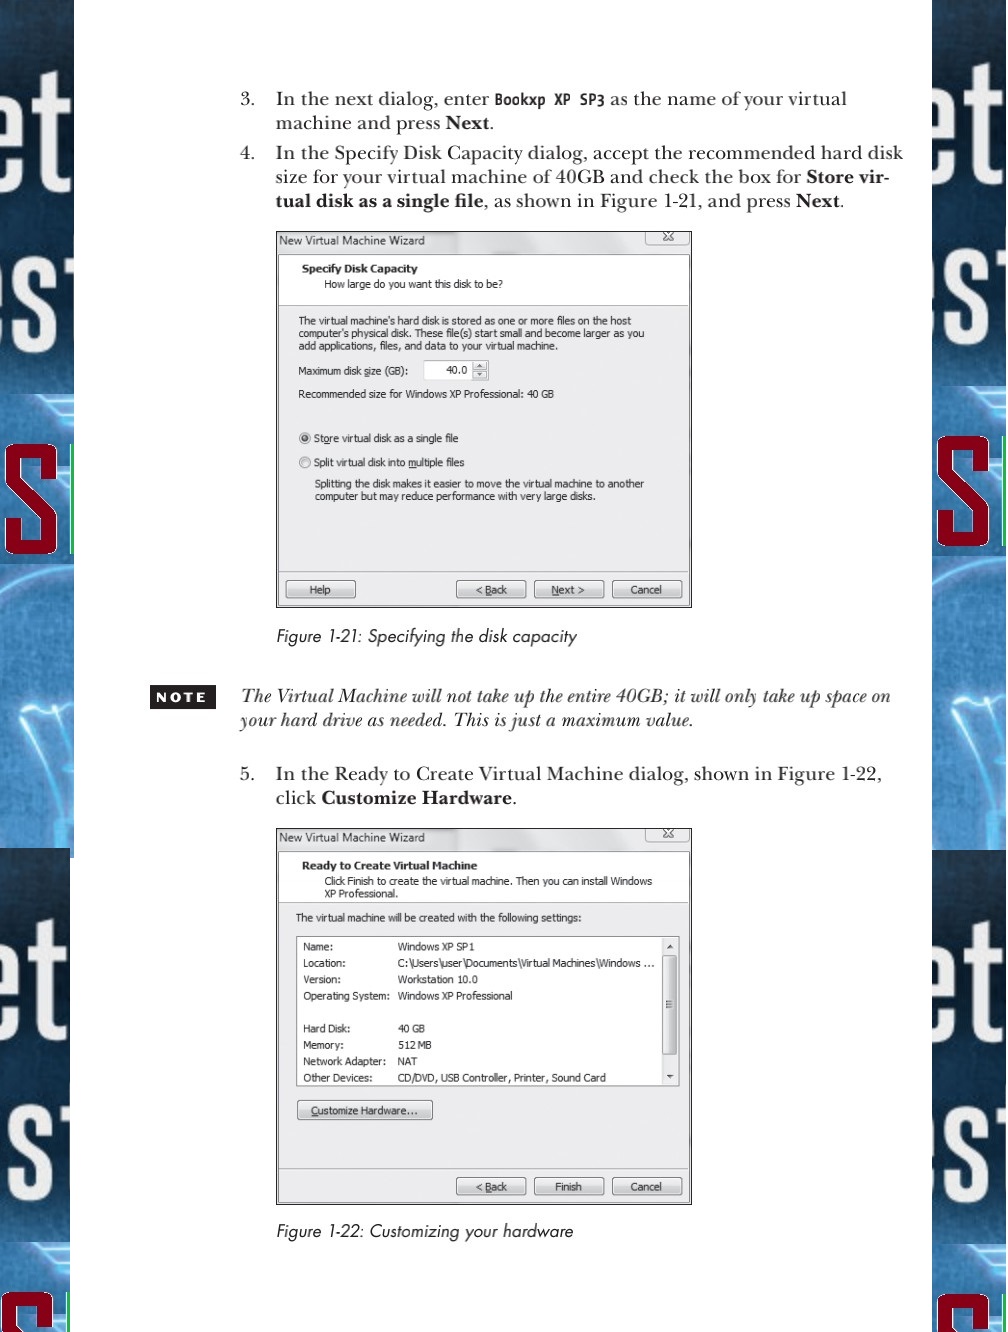 3. In the next dialog, enter Bookxp XP SP3 as the name of your virtual
machine and press Next.
4. In the Specify Disk Capacity dialog, accept the recommended hard disk
size for your virtual machine of 40GB and check the box for Store vir-
tual disk as a single file, as shown in Figure 1-21, and press Next.
New Virtual Machine Wizard
Specify Disk Capacity
How large do you want this disk to be?
The virtual machine's hard disk is stored as one or more files on the host
computer's physical disk. These file(s) start small and become larger as you
add applications, files, and data to your virtual machine.
Maximum disk size (GB): 40.0
Recommended size for Windows XP Professional: 40 GB
Store virtual disk as a single file
Split virtual disk into multiple files
Splitting the disk makes it easier to move the virtual machine to another
computer but may reduce performance with very large disks.
Help < Back Next > Cancel
Figure 1-21: Specifying the disk capacity
NOTE The Virtual Machine will not take up the entire 40GB; it will only take up space on
your hard drive as needed. This is just a maximum value.
5. In the Ready to Create Virtual Machine dialog, shown in Figure 1-22,
click Customize Hardware.
New Virtual Machine Wizard
Ready to Create Virtual Machine
Click Finish to create the virtual machine. Then you can install Windows
XP Professional.
The virtual machine will be created with the following settings:
Name: Windows XP SP1
Location: C:\Users\user\Documents\Virtual Machines\Windows ...
Version: Workstation 10.0
Operating System: Windows XP Professional
Hard Disk: 40 GB
Memory: 512 MB
Network Adapter: NAT
Other Devices: CD/DVD, USB Controller, Printer, Sound Card
Customize Hardware...
< Back Finish Cancel
Figure 1-22: Customizing your hardware